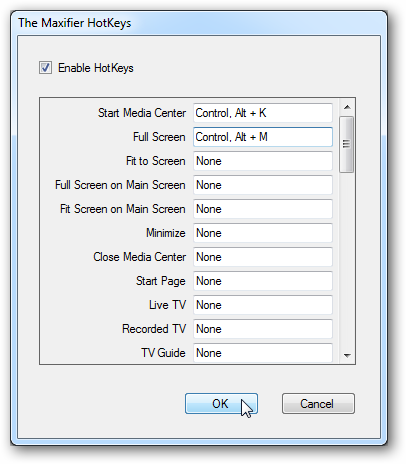 The Maxifier HotKeys
Enable HotKeys
Start Media Center Control, Alt + K
Full Screen Control, Alt + M
Fit to Screen None
Full Screen on Main Screen None
Fit Screen on Main Screen None
Minimize None
Close Media Center None
Start Page None
Live TV None
Recorded TV None
TV Guide None
OK Cancel